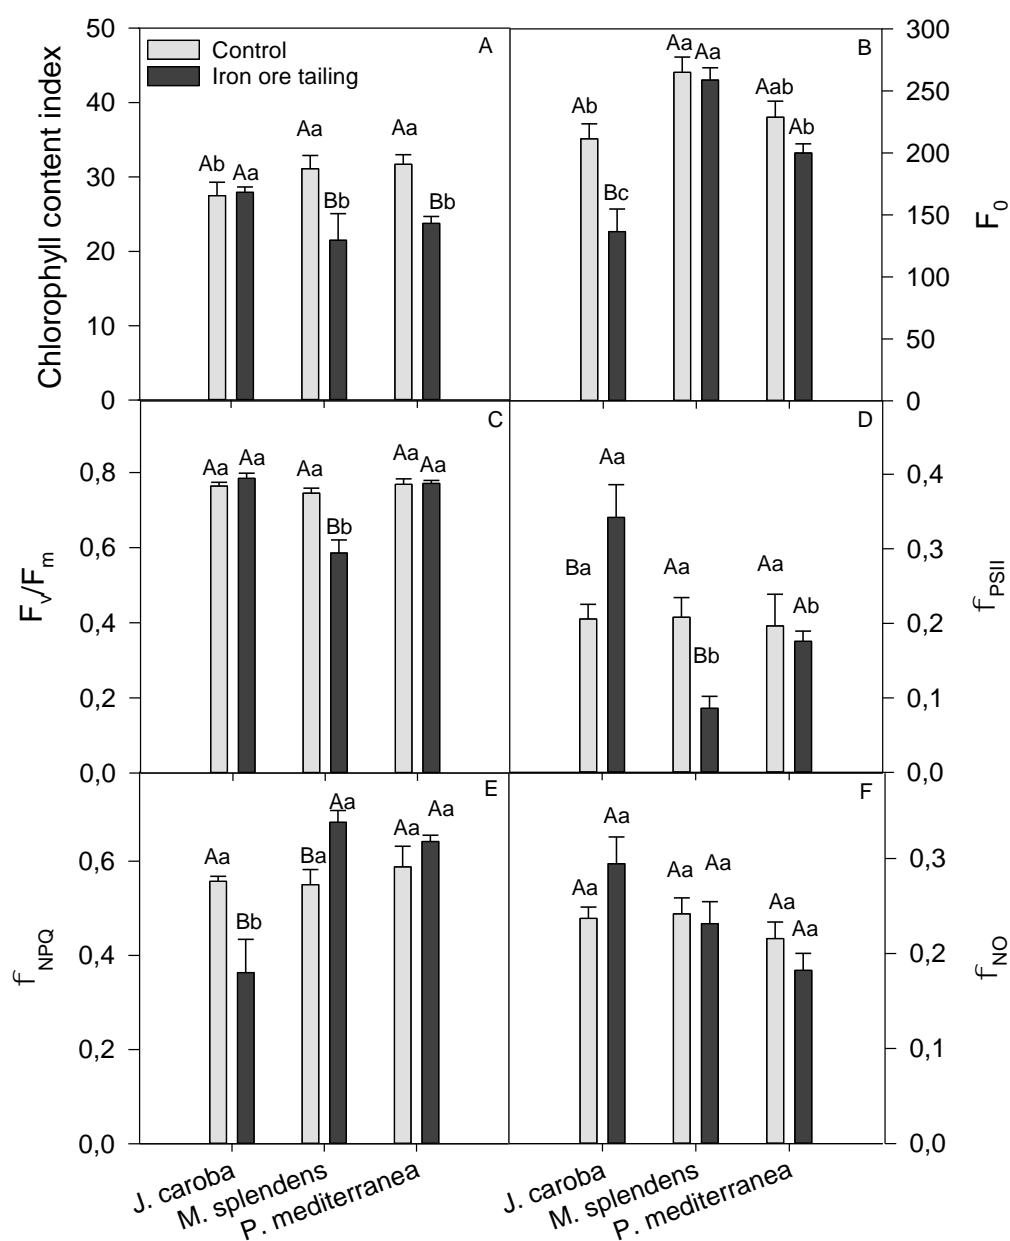 Chlorophyll content index
50
40
30
20
10
0
Control
Iron ore tailing
A
Ab Aa
Aa Bb
Aa Bb
B
Ab Bc
Aa Aa
Aab Ab
300
250
200
150
100
50
0
F0
Fv/Fm
0,8
0,6
0,4
0,2
0,0
C
Aa Aa
Aa Bb
Aa Aa
D
Ba Aa
Aa Bb
Aa Ab
0,4
0,3
0,2
0,1
0,0
fPSII
fNPQ
0,6
0,4
0,2
0,0
E
Aa Bb
Ba Aa
Aa Aa
F
Aa Aa
Aa Aa
Aa Aa
0,3
0,2
0,1
0,0
fNO
J. caroba
M. splendens
P. mediterranea
J. caroba
M. splendens
P. mediterranea